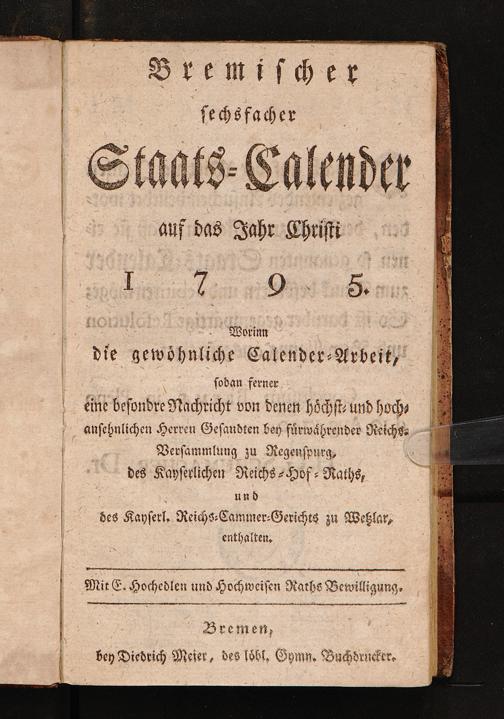 Bremischer
sechsfacher
Staats-Calender
auf das Jahr Christi
1795.
Worinn
die gewöhnliche Calender-Arbeit,
sodan ferner
eine besondre Nachricht von denen höchst- und hoch-
ansehnlichen Herren Gesandten bey fürwährender Reichs-
Versammlung zu Regenspurg,
des Kayserlichen Reichs-Hof-Raths,
und
des Kayserl. Reichs-Cammer-Gerichts zu Wetzlar,
enthalten.
Mit E. Hochedlen und Hochweisen Raths Bewilligung.
Bremen,
bey Diedrich Meier, des löbl. Gymn. Buchdrucker.